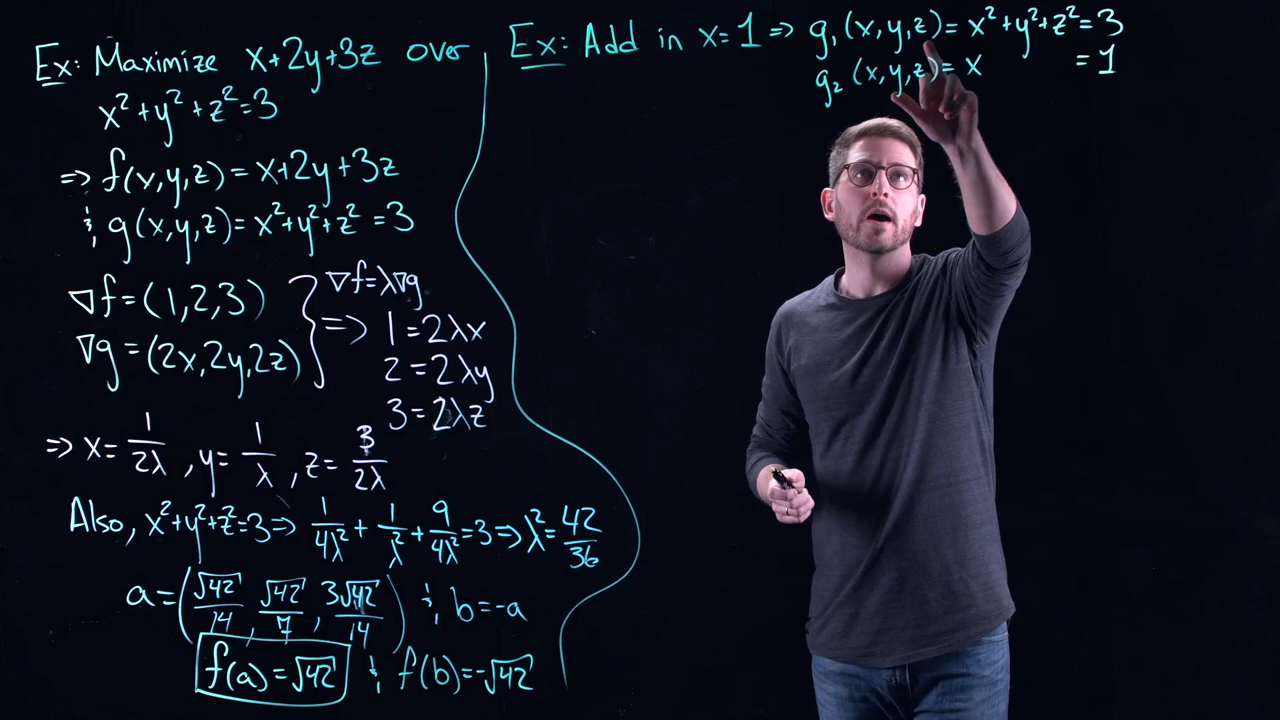 Ex: Maximize x+2y+3z over
x²+y²+z²=3
⇒ f(x,y,z)=x+2y+3z
& g(x,y,z)=x²+y²+z²=3
∇f=(1,2,3)
∇g=(2x,2y,2z)
} ⇒
∇f=λ∇g
1=2λx
2=2λy
3=2λz
⇒ x=1/2λ, y=1/λ, z=3/2λ
Also, x²+y²+z²=3⇒ 1/4λ²+1/λ²+9/4λ²=3⇒λ²=42/36
a=(√42/14, √42/7, 3√42/14) & b=-a
f(a)=√42 & f(b)=-√42
Ex: Add in x=1 ⇒ g₁(x,y,z)=x²+y²+z²=3
g₂(x,y,z)=x =1